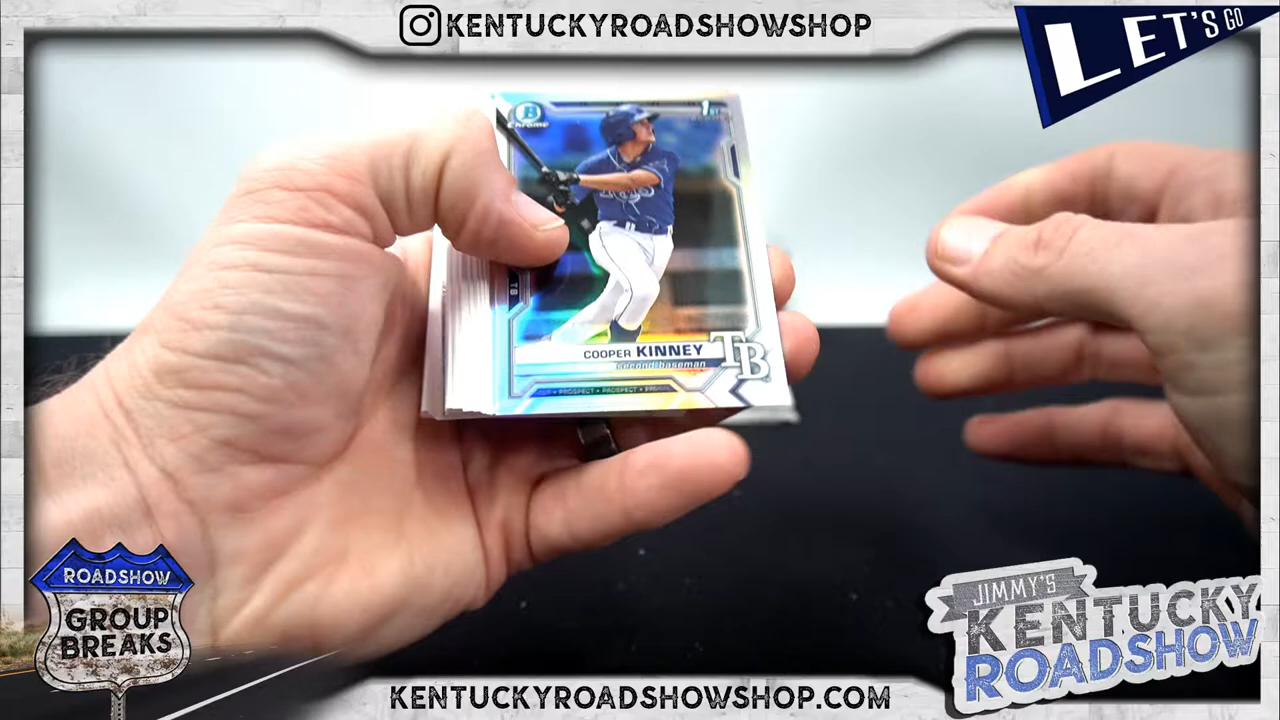 KENTUCKYROADSHOWSHOP
LET'S GO
B
Chrome
1ST
TB
COOPER KINNEY
TB
second baseman
PROSPECT • PROSPECT •
ROADSHOW
GROUP
BREAKS
JIMMY'S
KENTUCKY
ROADSHOW
KENTUCKYROADSHOWSHOP.COM